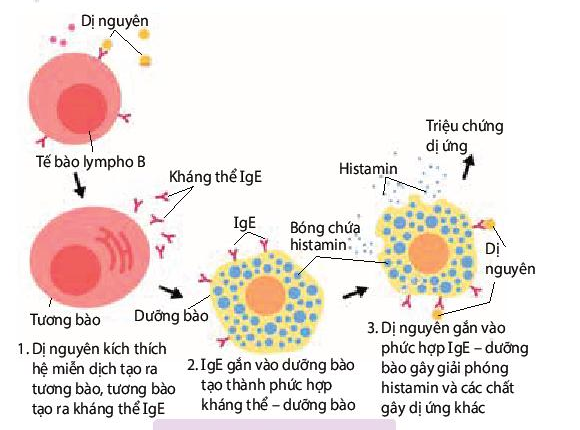 Dị nguyên
Tế bào lympho B
Kháng thể IgE
Tương bào
1. Dị nguyên kích thích
hệ miễn dịch tạo ra
tương bào, tương bào
tạo ra kháng thể IgE
IgE
Bóng chứa
histamin
Dưỡng bào
2. IgE gắn vào dưỡng bào
tạo thành phức hợp
kháng thể – dưỡng bào
Triệu chứng
dị ứng
Histamin
Dị
nguyên
3. Dị nguyên gắn vào
phức hợp IgE – dưỡng
bào gây giải phóng
histamin và các chất
gây dị ứng khác